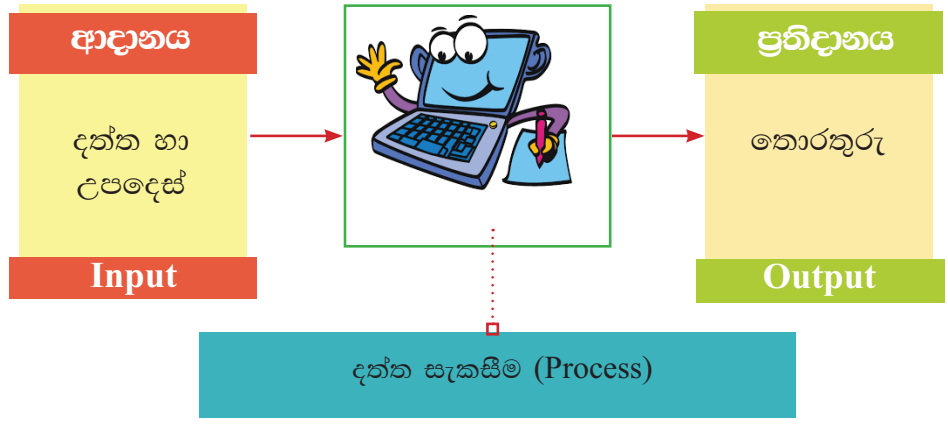 ආදානය
දත්ත හා
උපදෙස්
Input
ප්‍රතිදානය
තොරතුරු
Output
දත්ත සැකසීම (Process)